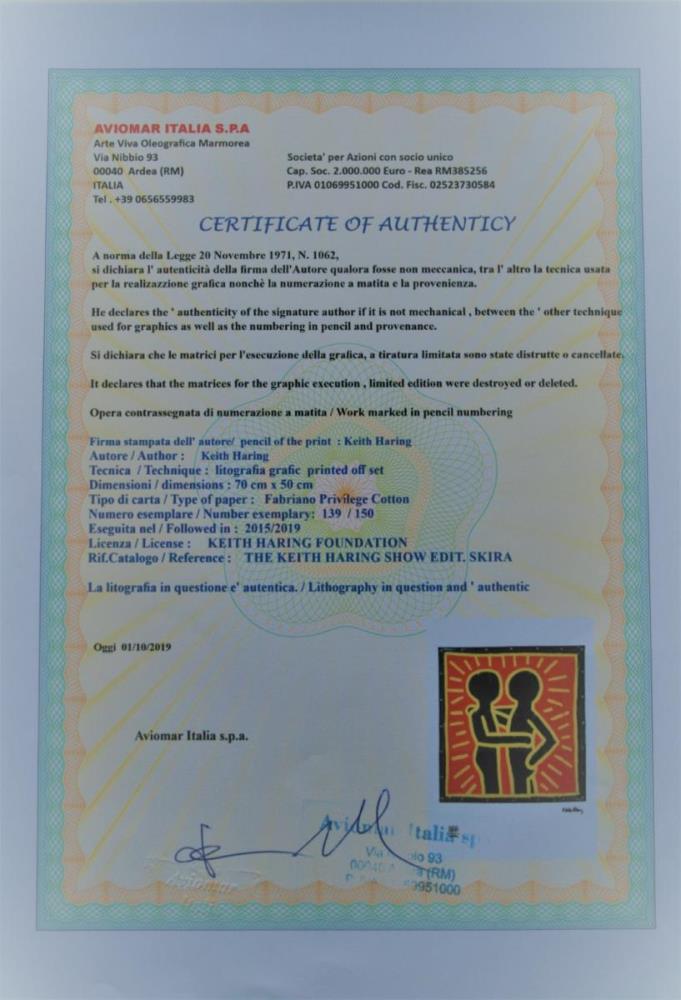 AVIOMAR ITALIA S.P.A
Arte Viva Oleografica Marmorea
Via Nibbio 93
00040 Ardea (RM)
ITALIA
Tel . +39 0656559983
Societa' per Azioni con socio unico
Cap. Soc. 2.000.000 Euro - Rea RM385256
P.IVA 01069951000 Cod. Fisc. 02523730584
CERTIFICATE OF AUTHENTICY
A norma della Legge 20 Novembre 1971, N. 1062,
si dichiara l' autenticità della firma dell'Autore qualora fosse non meccanica, tra l' altro la tecnica usata
per la realizazzione grafica nonchè la numerazione a matita e la provenienza.
He declares the ' authenticity of the signature author if it is not mechanical , between the ' other technique
used for graphics as well as the numbering in pencil and provenance.
Si dichiara che le matrici per l'esecuzione della grafica, a tiratura limitata sono state distrutte o cancellate.
It declares that the matrices for the graphic execution , limited edition were destroyed or deleted.
Opera contrassegnata di numerazione a matita / Work marked in pencil numbering
Firma stampata dell' autore/ pencil of the print : Keith Haring
Autore / Author : Keith Haring
Tecnica / Technique : litografia grafic printed off set
Dimensioni / dimensions : 70 cm x 50 cm
Tipo di carta / Type of paper : Fabriano Privilege Cotton
Numero esemplare / Number exemplary: 139 / 150
Eseguita nel / Followed in : 2015/2019
Licenza / License : KEITH HARING FOUNDATION
Rif.Catalogo / Reference : THE KEITH HARING SHOW EDIT. SKIRA
La litografia in questione e' autentica. / Lithography in question and ' authentic
Oggi 01/10/2019
Aviomar Italia s.p.a.
Keith Haring
Aviomar Italia sp
Via 93
(RM)
9951000
Aviomar